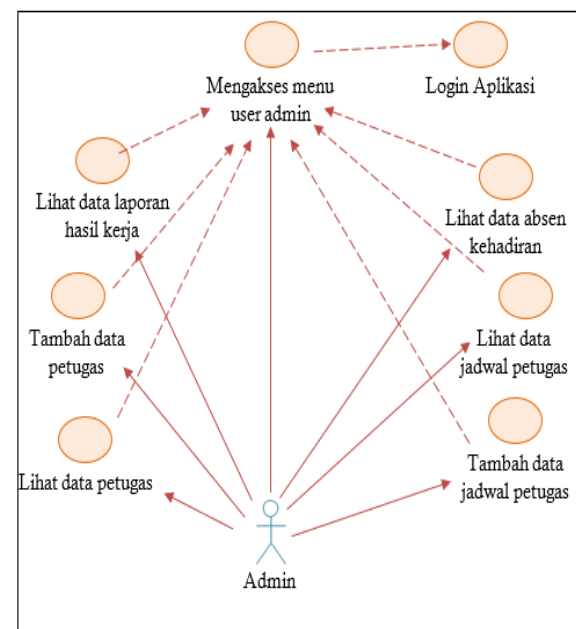 Mengakses menu
user admin
Login Aplikasi
Lihat data laporan
hasil kerja
Lihat data absen
kehadiran
Tambah data
petugas
Lihat data
jadwal petugas
Lihat data petugas
Tambah data
jadwal petugas
Admin